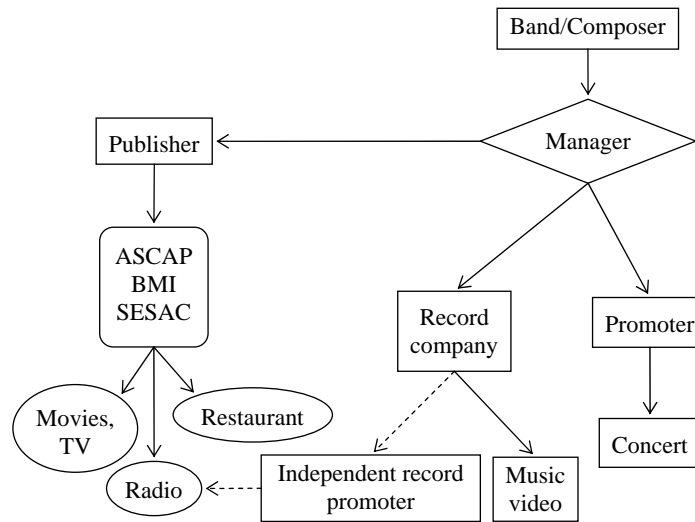 Band/Composer
Publisher
Manager
ASCAP
BMI
SESAC
Record
company
Promoter
Movies,
TV
Restaurant
Concert
Radio
Independent record
promoter
Music
video